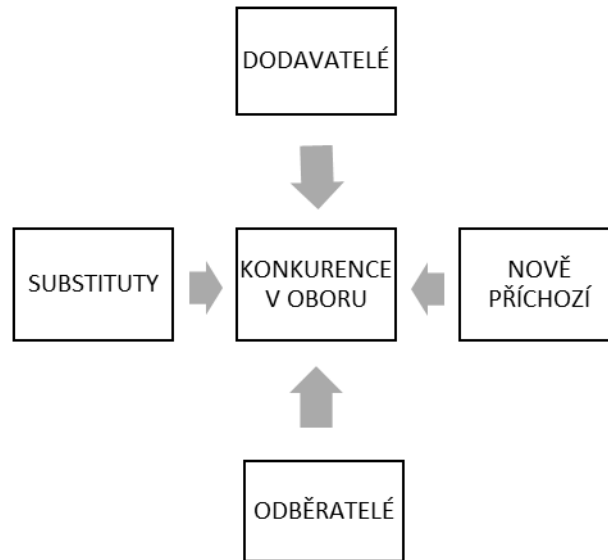 DODAVATELÉ
SUBSTITUTY
KONKURENCE
V OBORU
NOVĚ
PŘÍCHOZÍ
ODBĚRATELÉ